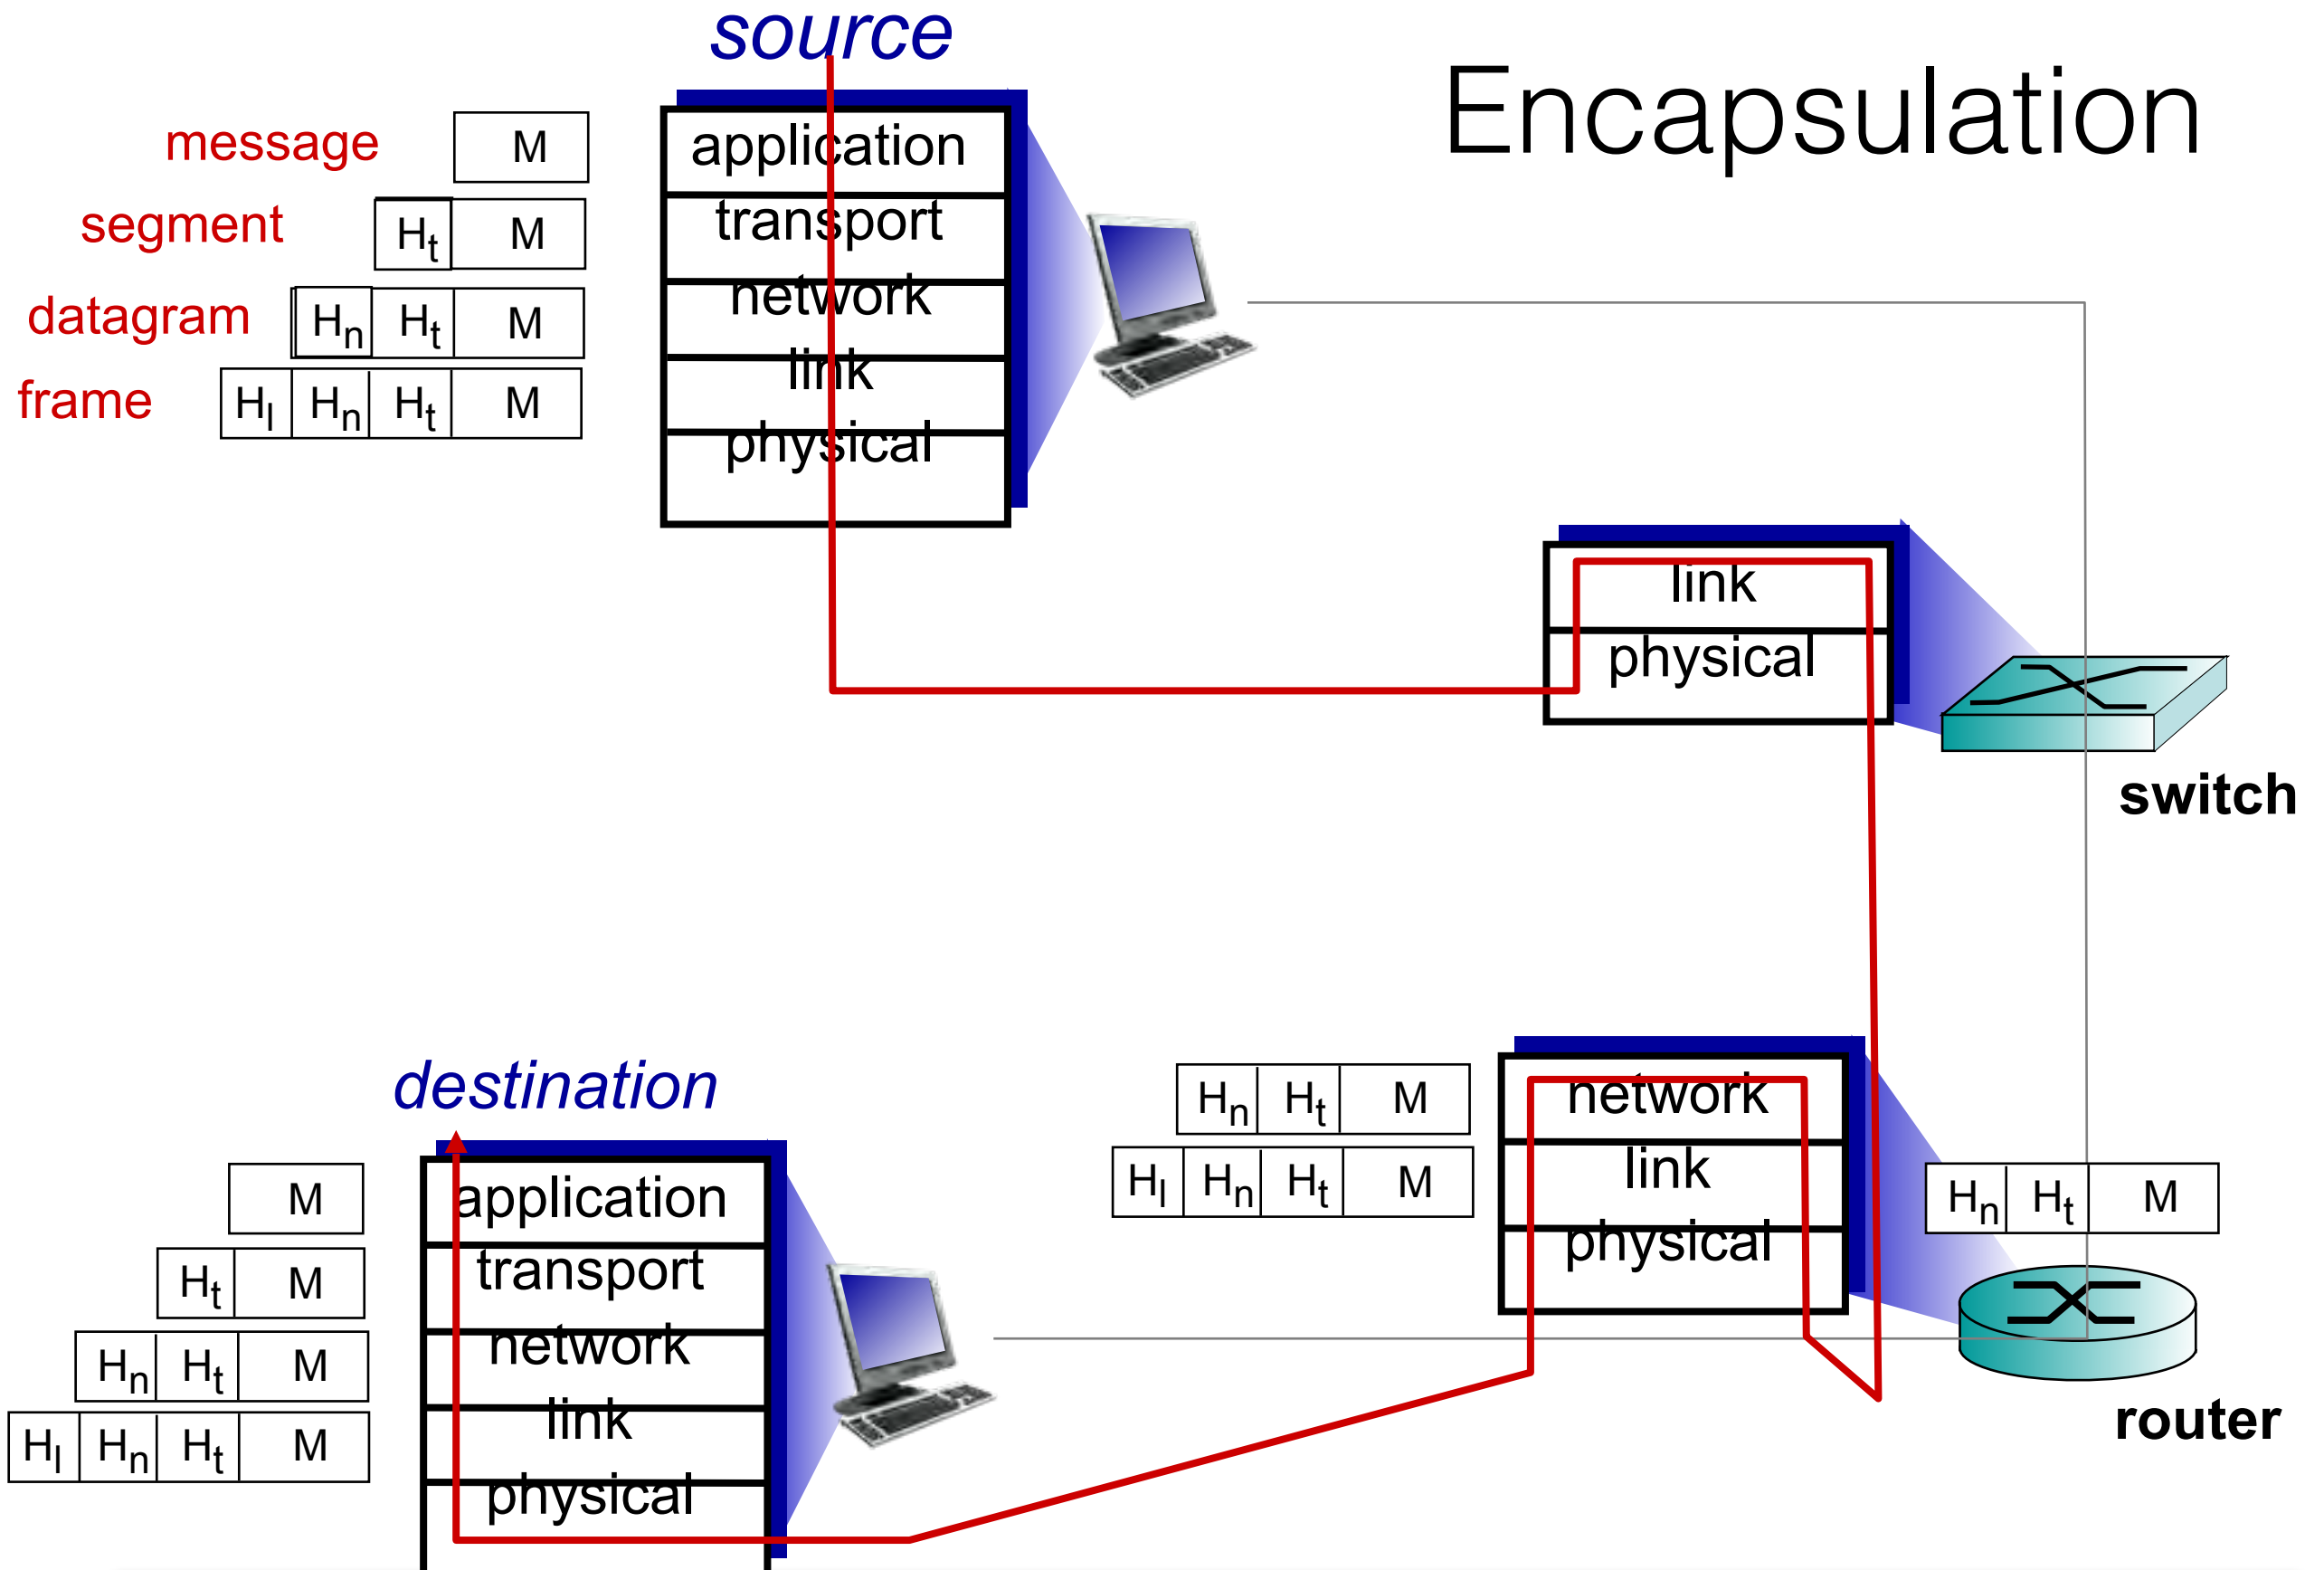 source
Encapsulation
message M
segment Ht M
datagram Hn Ht M
frame Hl Hn Ht M
application
transport
network
link
physical
link
physical
switch
destination
M
Ht M
Hn Ht M
Hl Hn Ht M
application
transport
network
link
physical
Hn Ht M
Hl Hn Ht M
network
link
physical
Hn Ht M
router